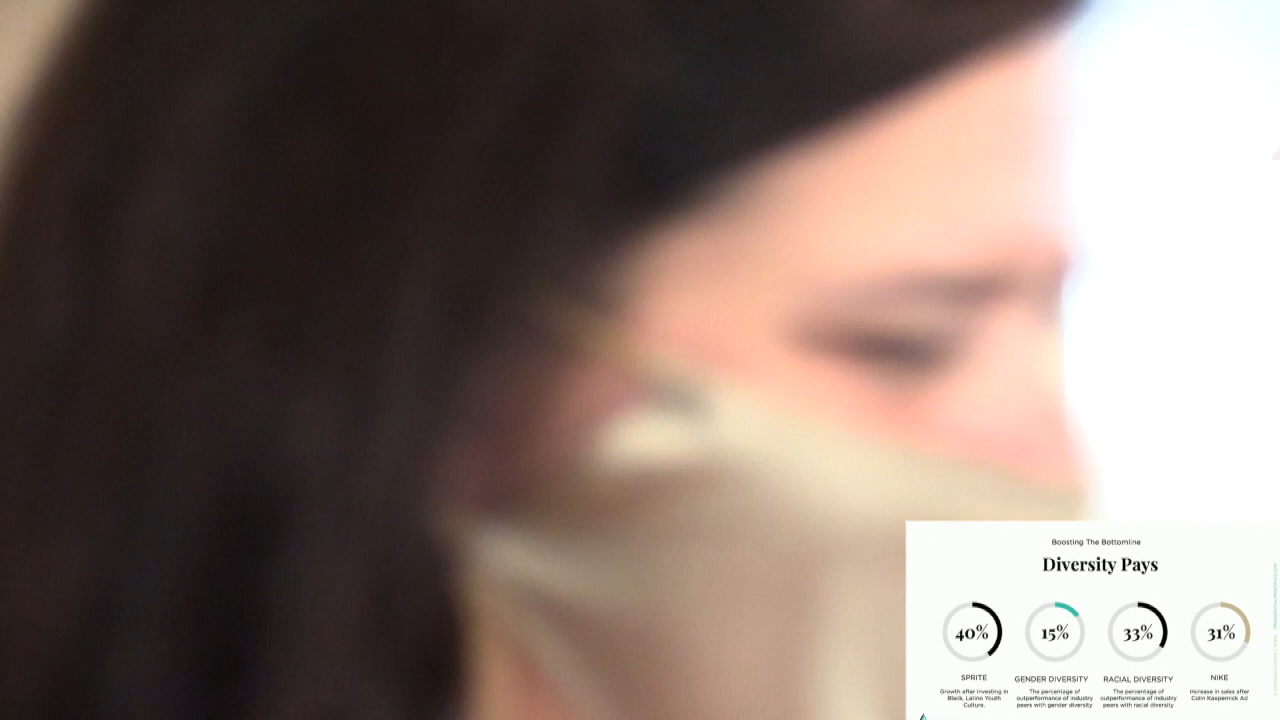 Boosting The Bottomline
Diversity Pays
40%
15%
33%
31%
SPRITE
GENDER DIVERSITY
RACIAL DIVERSITY
NIKE
Growth after investing in
Black, Latino Youth
Culture.
The percentage of
outperformance of industry
peers with gender diversity
The percentage of
outperformance of industry
peers with racial diversity
Increase in sales after
Colin Kaepernick Ad